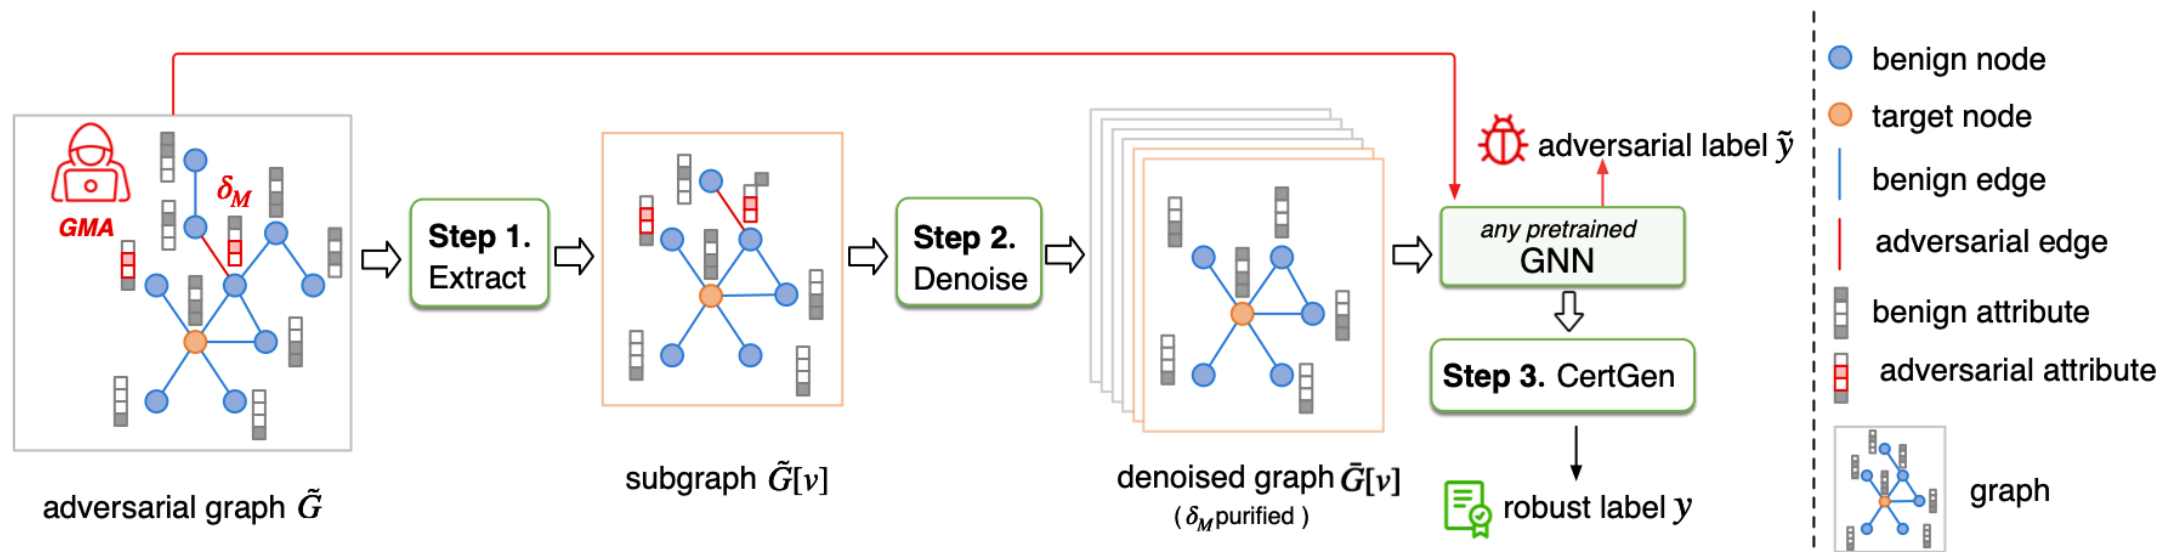 GMA
δ_M
adversarial graph G̃
Step 1.
Extract
subgraph G̃[v]
Step 2.
Denoise
denoised graph Ḡ[v]
( δ_M purified )
adversarial label ỹ
any pretrained
GNN
Step 3. CertGen
robust label y
benign node
target node
benign edge
adversarial edge
benign attribute
adversarial attribute
graph